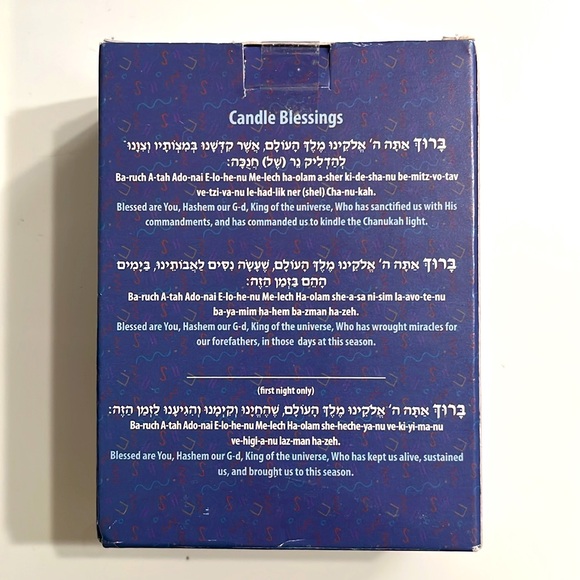 Candle Blessings
בָּרוּךְ אַתָּה ה' אֱלֹקֵינוּ מֶלֶךְ הָעוֹלָם, אֲשֶׁר קִדְּשָׁנוּ בְּמִצְוֹתָיו וְצִוָּנוּ
לְהַדְלִיק נֵר (שֶׁל) חֲנֻכָּה:
Ba-ruch A-tah Ado-nai E-lo-he-nu Me-lech ha-olam a-sher ki-de-sha-nu be-mitz-vo-tav
ve-tzi-va-nu le-had-lik ner (shel) Cha-nu-kah.
Blessed are You, Hashem our G-d, King of the universe, Who has sanctified us with His
commandments, and has commanded us to kindle the Chanukah light.
בָּרוּךְ אַתָּה ה' אֱלֹקֵינוּ מֶלֶךְ הָעוֹלָם, שֶׁעָשָׂה נִסִּים לַאֲבוֹתֵינוּ, בַּיָּמִים
הָהֵם בַּזְּמַן הַזֶּה:
Ba-ruch A-tah Ado-nai E-lo-he-nu Me-lech Ha-olam she-a-sa ni-sim la-avo-te-nu
ba-ya-mim ha-hem ba-zman ha-zeh.
Blessed are You, Hashem our G-d, King of the universe, Who has wrought miracles for
our forefathers, in those days at this season.
(first night only)
בָּרוּךְ אַתָּה ה' אֱלֹקֵינוּ מֶלֶךְ הָעוֹלָם, שֶׁהֶחֱיָנוּ וְקִיְּמָנוּ וְהִגִּיעָנוּ לַזְּמַן הַזֶּה:
Ba-ruch A-tah Ado-nai E-lo-he-nu Me-lech Ha-olam she-heche-ya-nu ve-ki-yi-ma-nu
ve-higi-a-nu laz-man ha-zeh.
Blessed are You, Hashem our G-d, King of the universe, Who has kept us alive, sustained
us, and brought us to this season.